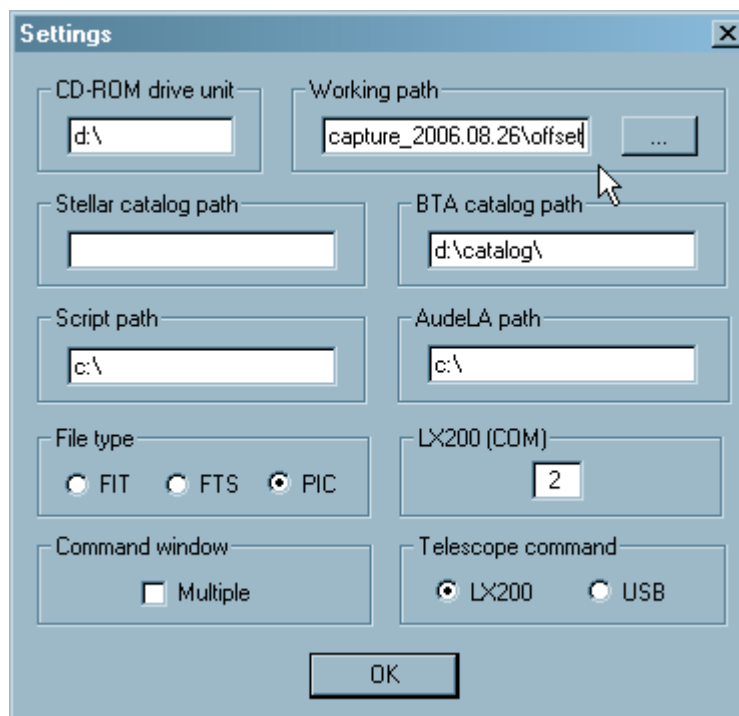 Settings
CD-ROM drive unit
Working path
d:\
capture_2006.08.26\offset
...
Stellar catalog path
BTA catalog path
d:\catalog\
Script path
AudeLA path
c:\
c:\
File type
LX200 (COM)
FIT
FTS
PIC
2
Command window
Telescope command
Multiple
LX200
USB
OK